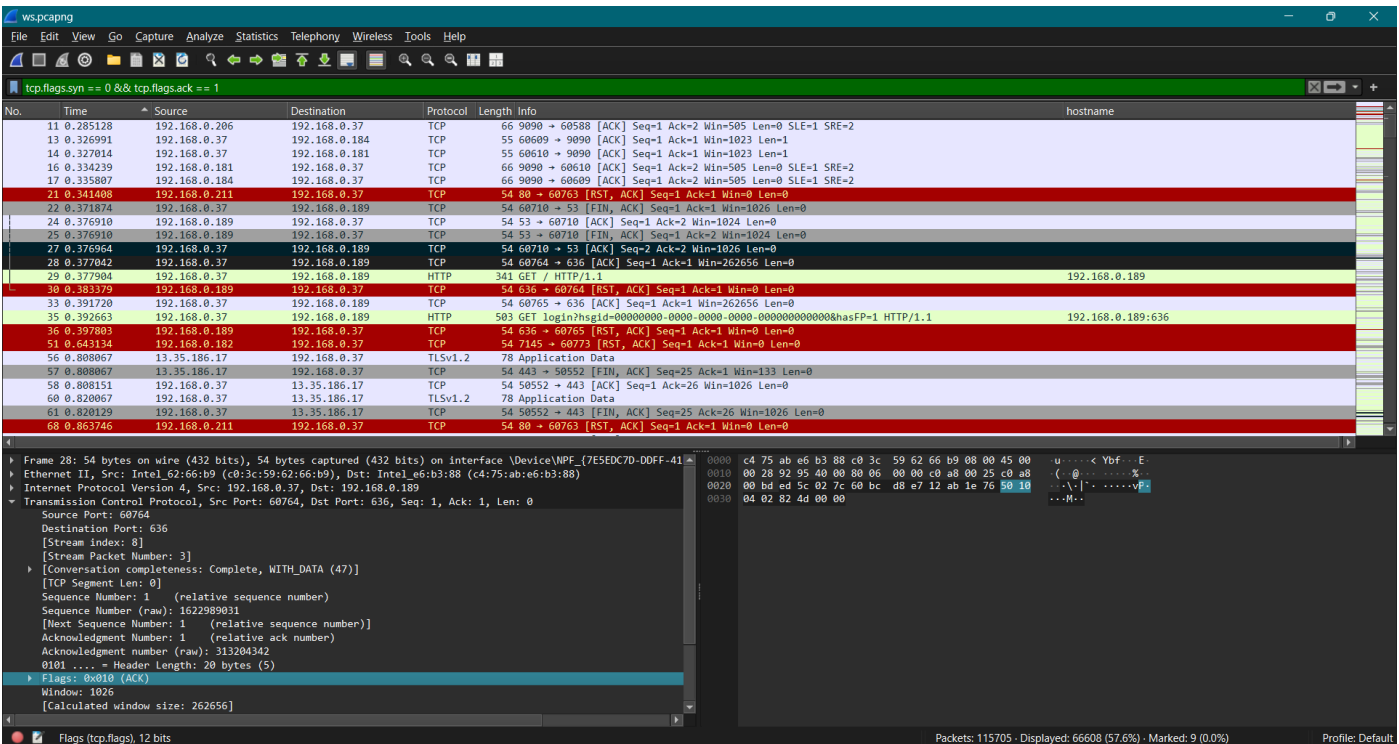 ws.pcapng
File Edit View Go Capture Analyze Statistics Telephony Wireless Tools Help
tcp.flags.syn == 0 && tcp.flags.ack == 1
No. Time Source Destination Protocol Length Info hostname
11 0.285128 192.168.0.206 192.168.0.37 TCP 66 9090 → 60588 [ACK] Seq=1 Ack=2 Win=505 Len=0 SLE=1 SRE=2
13 0.326991 192.168.0.37 192.168.0.184 TCP 55 60609 → 9090 [ACK] Seq=1 Ack=1 Win=1023 Len=1
14 0.327014 192.168.0.37 192.168.0.181 TCP 55 60610 → 9090 [ACK] Seq=1 Ack=1 Win=1023 Len=1
16 0.334239 192.168.0.181 192.168.0.37 TCP 66 9090 → 60610 [ACK] Seq=1 Ack=2 Win=505 Len=0 SLE=1 SRE=2
17 0.335807 192.168.0.184 192.168.0.37 TCP 66 9090 → 60609 [ACK] Seq=1 Ack=2 Win=505 Len=0 SLE=1 SRE=2
21 0.341408 192.168.0.211 192.168.0.37 TCP 54 80 → 60763 [RST, ACK] Seq=1 Ack=1 Win=0 Len=0
22 0.371874 192.168.0.37 192.168.0.189 TCP 54 60710 → 53 [FIN, ACK] Seq=1 Ack=1 Win=1026 Len=0
24 0.376910 192.168.0.189 192.168.0.37 TCP 54 53 → 60710 [ACK] Seq=1 Ack=2 Win=1024 Len=0
25 0.376910 192.168.0.189 192.168.0.37 TCP 54 53 → 60710 [FIN, ACK] Seq=1 Ack=2 Win=1024 Len=0
27 0.376964 192.168.0.37 192.168.0.189 TCP 54 60710 → 53 [ACK] Seq=2 Ack=2 Win=1026 Len=0
28 0.377042 192.168.0.37 192.168.0.189 TCP 54 60764 → 636 [ACK] Seq=1 Ack=1 Win=262656 Len=0
29 0.377904 192.168.0.37 192.168.0.189 HTTP 341 GET / HTTP/1.1 192.168.0.189
30 0.383379 192.168.0.189 192.168.0.37 TCP 54 636 → 60764 [RST, ACK] Seq=1 Ack=1 Win=0 Len=0
33 0.391720 192.168.0.37 192.168.0.189 TCP 54 60765 → 636 [ACK] Seq=1 Ack=1 Win=262656 Len=0
35 0.392663 192.168.0.37 192.168.0.189 HTTP 503 GET login?hsgid=00000000-0000-0000-0000-000000000000&hasFP=1 HTTP/1.1 192.168.0.189:636
36 0.397803 192.168.0.189 192.168.0.37 TCP 54 636 → 60765 [RST, ACK] Seq=1 Ack=1 Win=0 Len=0
51 0.643134 192.168.0.182 192.168.0.37 TCP 54 7145 → 60773 [RST, ACK] Seq=1 Ack=1 Win=0 Len=0
56 0.808067 13.35.186.17 192.168.0.37 TLSv1.2 78 Application Data
57 0.808067 13.35.186.17 192.168.0.37 TCP 54 443 → 50552 [FIN, ACK] Seq=25 Ack=1 Win=133 Len=0
58 0.808151 192.168.0.37 13.35.186.17 TCP 54 50552 → 443 [ACK] Seq=1 Ack=26 Win=1026 Len=0
60 0.820067 192.168.0.37 13.35.186.17 TLSv1.2 78 Application Data
61 0.820129 192.168.0.37 13.35.186.17 TCP 54 50552 → 443 [FIN, ACK] Seq=25 Ack=26 Win=1026 Len=0
68 0.863746 192.168.0.211 192.168.0.37 TCP 54 80 → 60763 [RST, ACK] Seq=1 Ack=1 Win=0 Len=0
Frame 28: 54 bytes on wire (432 bits), 54 bytes captured (432 bits) on interface \Device\NPF_{7E5EDC7D-DDFF-41
Ethernet II, Src: Intel_62:66:b9 (c0:3c:59:62:66:b9), Dst: Intel_e6:b3:88 (c4:75:ab:e6:b3:88)
Internet Protocol Version 4, Src: 192.168.0.37, Dst: 192.168.0.189
Transmission Control Protocol, Src Port: 60764, Dst Port: 636, Seq: 1, Ack: 1, Len: 0
Source Port: 60764
Destination Port: 636
[Stream index: 8]
[Stream Packet Number: 3]
[Conversation completeness: Complete, WITH_DATA (47)]
[TCP Segment Len: 0]
Sequence Number: 1 (relative sequence number)
Sequence Number (raw): 1622989031
[Next Sequence Number: 1 (relative sequence number)]
Acknowledgment Number: 1 (relative ack number)
Acknowledgment number (raw): 313204342
0101 .... = Header Length: 20 bytes (5)
Flags: 0x010 (ACK)
Window: 1026
[Calculated window size: 262656]
0000 c4 75 ab e6 b3 88 c0 3c 59 62 66 b9 08 00 45 00 ·u·····< Ybf···E·
0010 00 28 92 95 40 00 80 06 00 00 c0 a8 00 25 c0 a8 ·(··@··· ·····%··
0020 00 bd ed 5c 02 7c 60 bc d8 e7 12 ab 1e 76 50 10 ···\·|`· ·····vP·
0030 04 02 82 4d 00 00 ···M··
Flags (tcp.flags), 12 bits
Packets: 115705 · Displayed: 66608 (57.6%) · Marked: 9 (0.0%)
Profile: Default